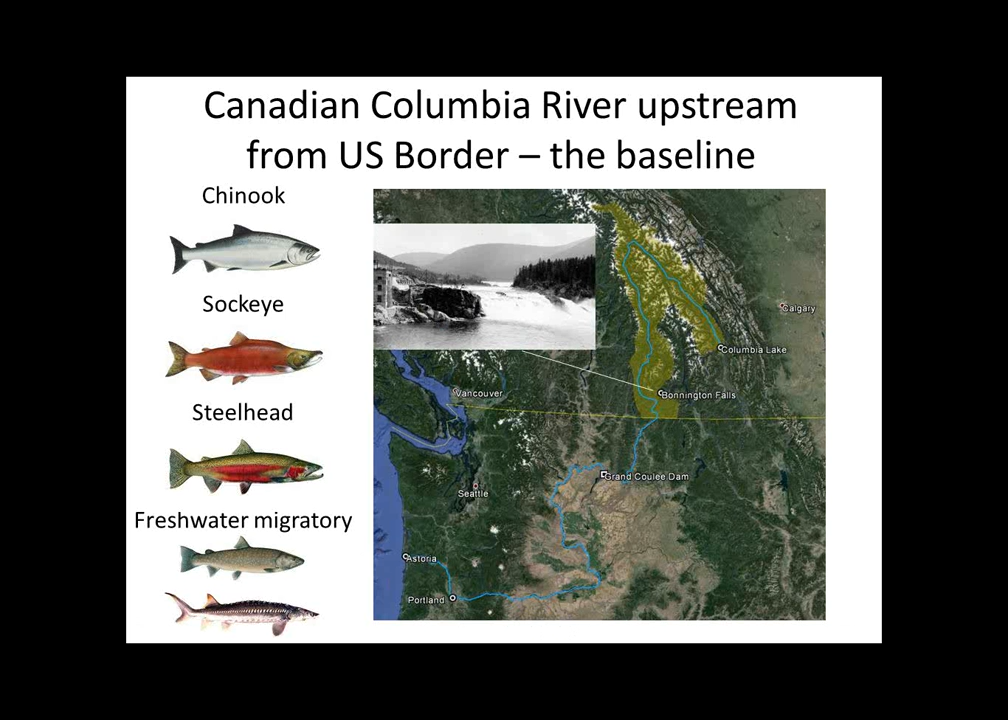 Canadian Columbia River upstream
from US Border – the baseline
Chinook
Sockeye
Steelhead
Freshwater migratory
Calgary
Columbia Lake
Vancouver
Bonnington Falls
Grand Coulee Dam
Seattle
Astoria
Portland